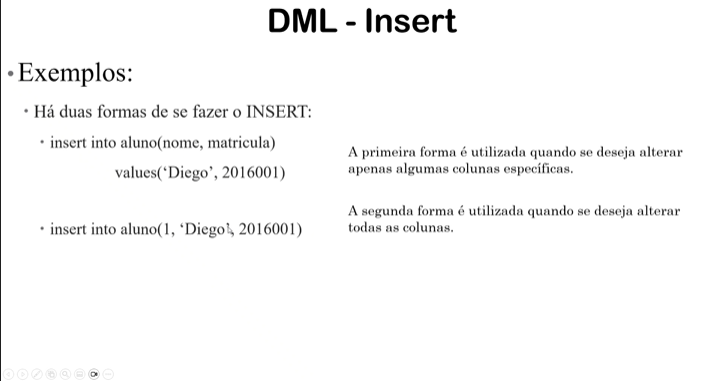 DML - Insert
• Exemplos:
• Há duas formas de se fazer o INSERT:
• insert into aluno(nome, matricula)
values(‘Diego’, 2016001)
A primeira forma é utilizada quando se deseja alterar
apenas algumas colunas específicas.
• insert into aluno(1, ‘Diego’, 2016001)
A segunda forma é utilizada quando se deseja alterar
todas as colunas.